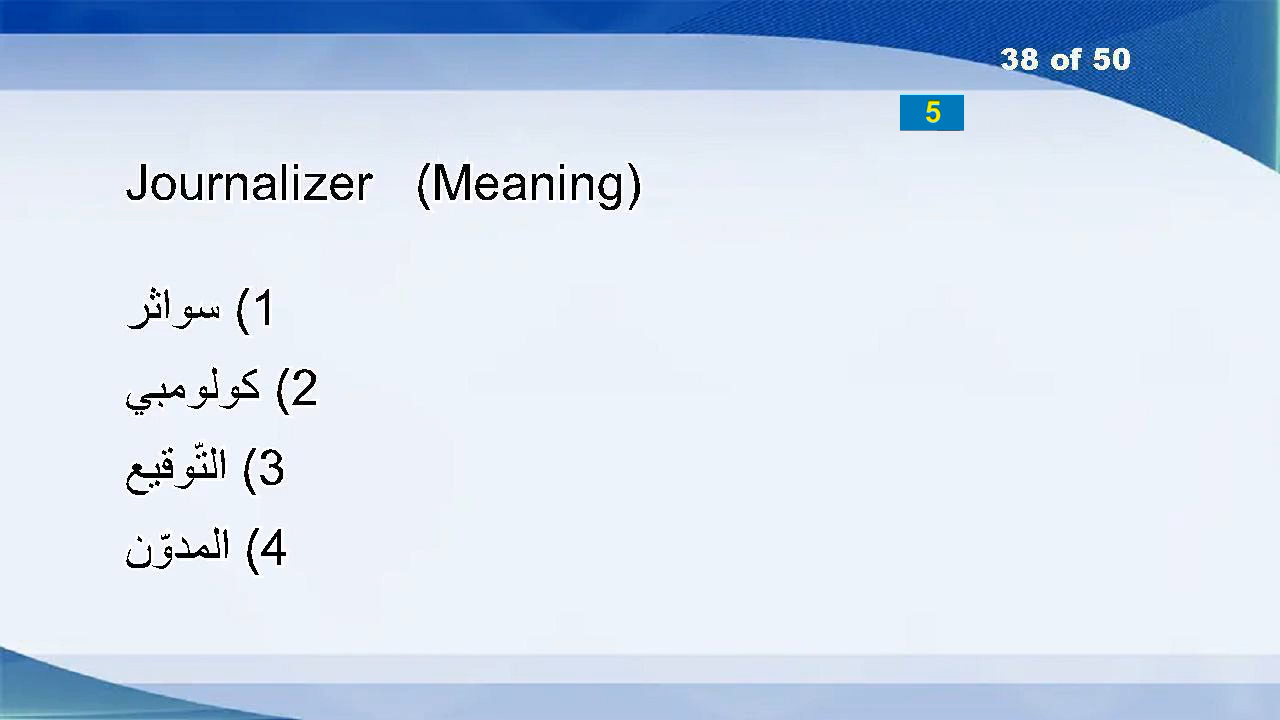 38 of 50
5
Journalizer (Meaning)
1) سواثر
2) كولومبي
3) التّوقيع
4) المدوّن